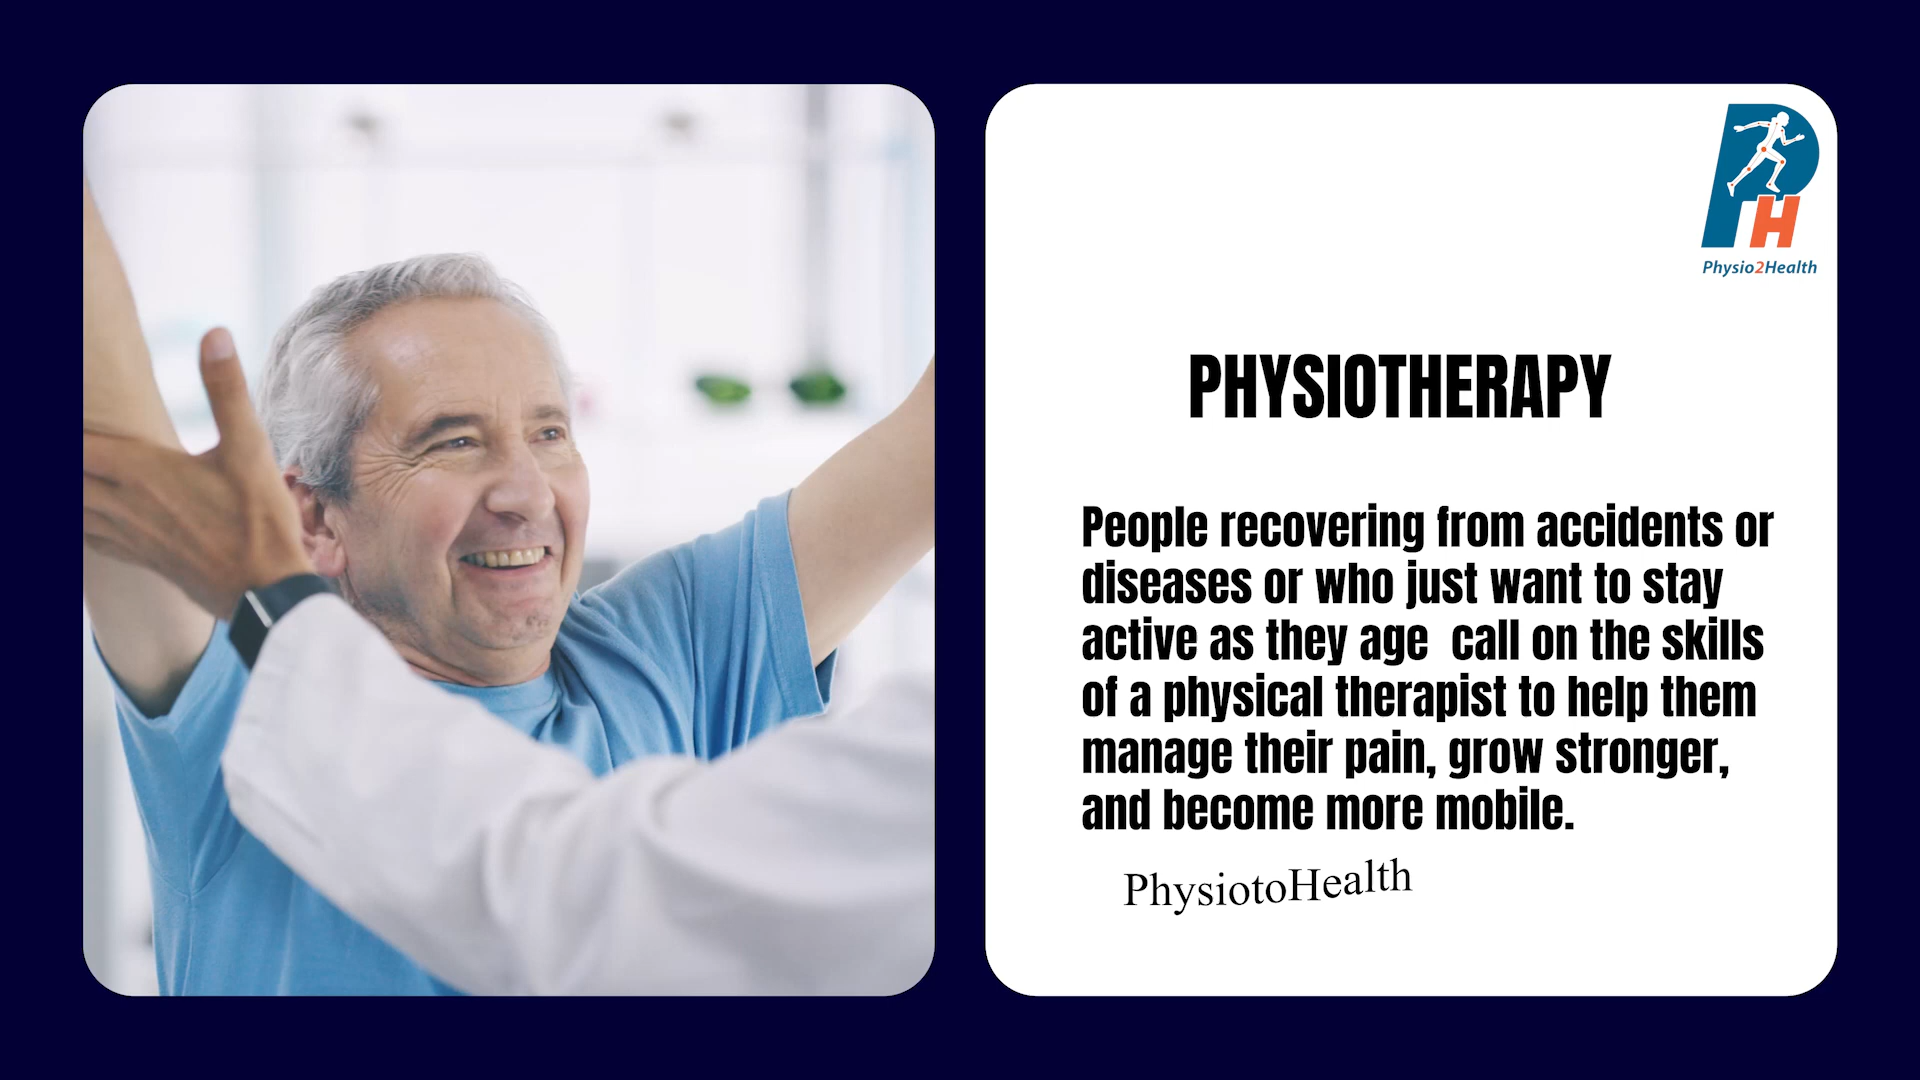 PH
Physio2Health
PHYSIOTHERAPY
People recovering from accidents or
diseases or who just want to stay
active as they age  call on the skills
of a physical therapist to help them
manage their pain, grow stronger,
and become more mobile.
PhysiotoHealth